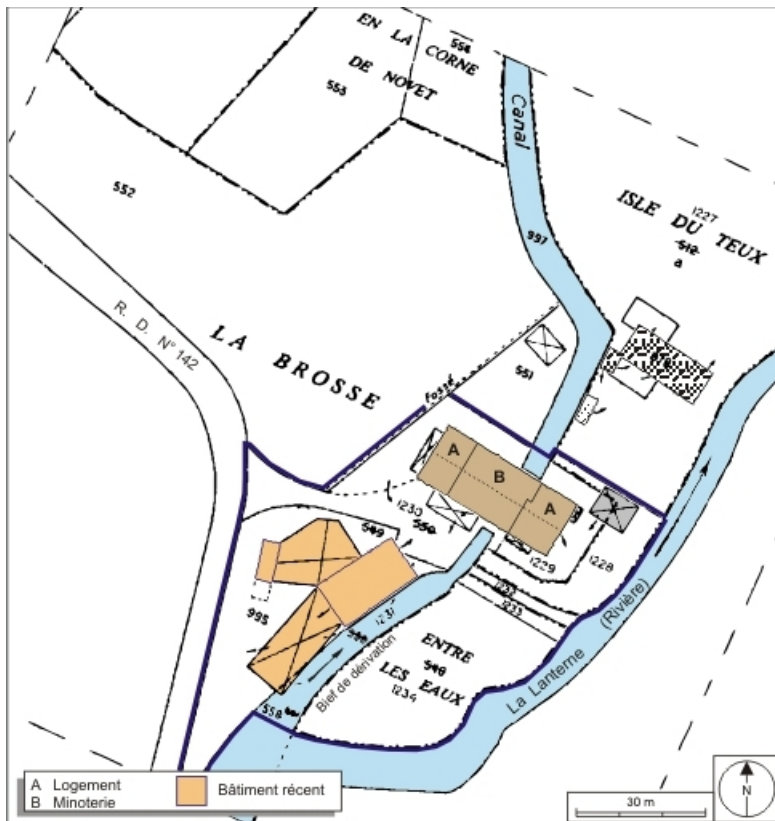 EN LA CORNE
554
DE NOVET
553
Canal
552
ISLE DU TEUX
1227
512
a
997
R. D. N° 142
LA BROSSE
551
Fossé
A
B
A
1230
550
549
1229
1228
1232
1233
995
1231
Bief de dérivation
ENTRE
546
LES EAUX
1234
558
La Lanterne (Rivière)
A Logement
B Minoterie
Bâtiment récent
30 m
N